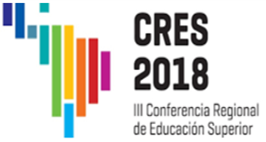 CRES
2018
III Conferencia Regional
de Educación Superior